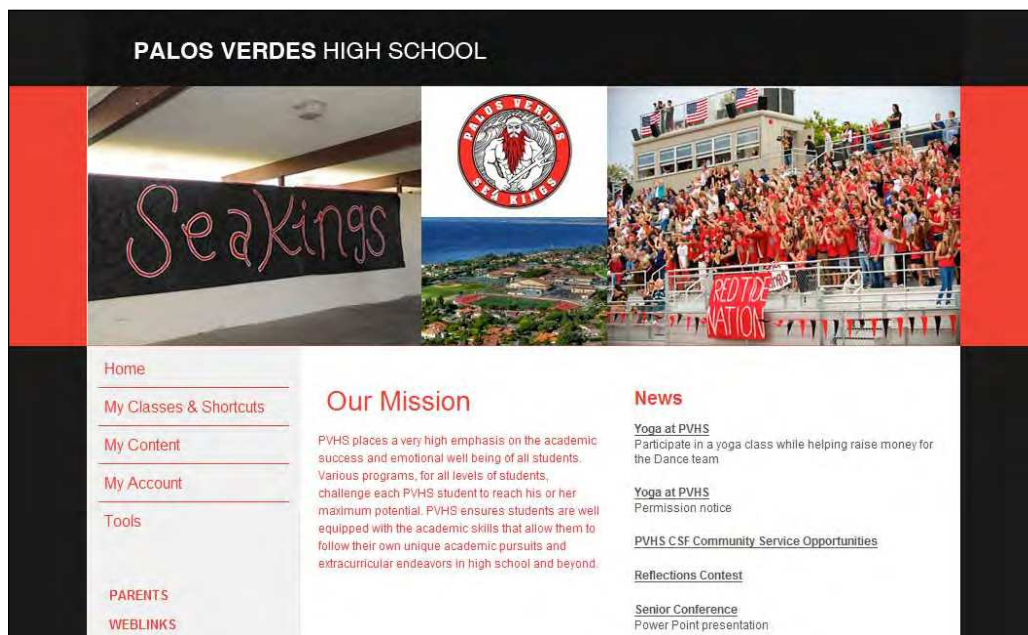 PALOS VERDES HIGH SCHOOL
SeaKings
PALOS VERDES
SEA KINGS
RED TIDE
NATION
Home
My Classes & Shortcuts
My Content
My Account
Tools
PARENTS
WEBLINKS
Our Mission
PVHS places a very high emphasis on the academic
success and emotional well being of all students.
Various programs, for all levels of students,
challenge each PVHS student to reach his or her
maximum potential. PVHS ensures students are well
equipped with the academic skills that allow them to
follow their own unique academic pursuits and
extracurricular endeavors in high school and beyond.
News
Yoga at PVHS
Participate in a yoga class while helping raise money for
the Dance team
Yoga at PVHS
Permission notice
PVHS CSF Community Service Opportunities
Reflections Contest
Senior Conference
Power Point presentation